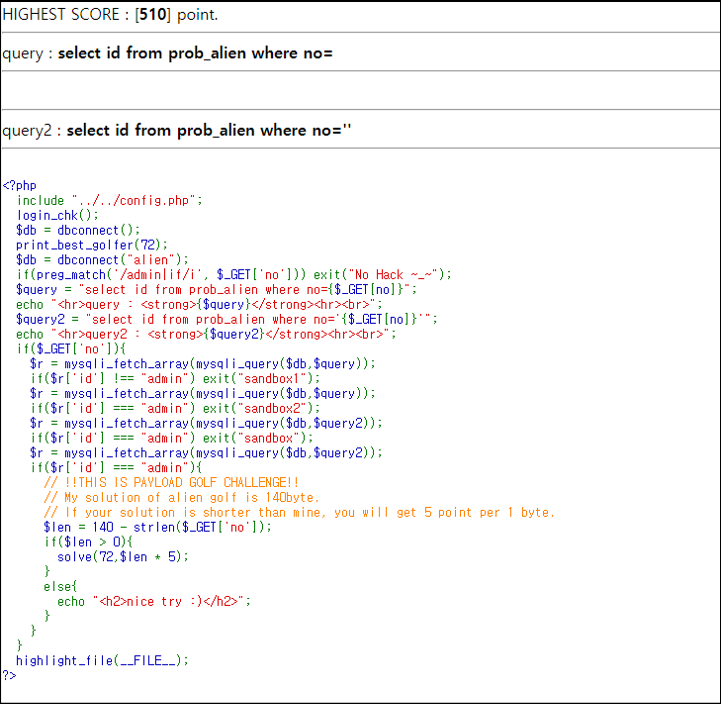 HIGHEST SCORE : [510] point.
query : select id from prob_alien where no=
query2 : select id from prob_alien where no=''
<?php
  include "../../config.php";
  login_chk();
  $db = dbconnect();
  print_best_golfer(72);
  $db = dbconnect("alien");
  if(preg_match('/admin|if/i', $_GET['no'])) exit("No Hack ~_~");
  $query = "select id from prob_alien where no={$_GET[no]}";
  echo "<hr>query : <strong>{$query}</strong><hr><br>";
  $query2 = "select id from prob_alien where no='{$_GET[no]}'";
  echo "<hr>query2 : <strong>{$query2}</strong><hr><br>";
  if($_GET['no']){
    $r = mysqli_fetch_array(mysqli_query($db,$query));
    if($r['id'] !== "admin") exit("sandbox1");
    $r = mysqli_fetch_array(mysqli_query($db,$query));
    if($r['id'] === "admin") exit("sandbox2");
    $r = mysqli_fetch_array(mysqli_query($db,$query2));
    if($r['id'] === "admin") exit("sandbox");
    $r = mysqli_fetch_array(mysqli_query($db,$query2));
    if($r['id'] === "admin"){
      // !!THIS IS PAYLOAD GOLF CHALLENGE!!
      // My solution of alien golf is 140byte.
      // If your solution is shorter than mine, you will get 5 point per 1 byte.
      $len = 140 - strlen($_GET['no']);
      if($len > 0){
        solve(72,$len * 5);
      }
      else{
        echo "<h2>nice try :)</h2>";
      }
    }
  }
  highlight_file(__FILE__);
?>